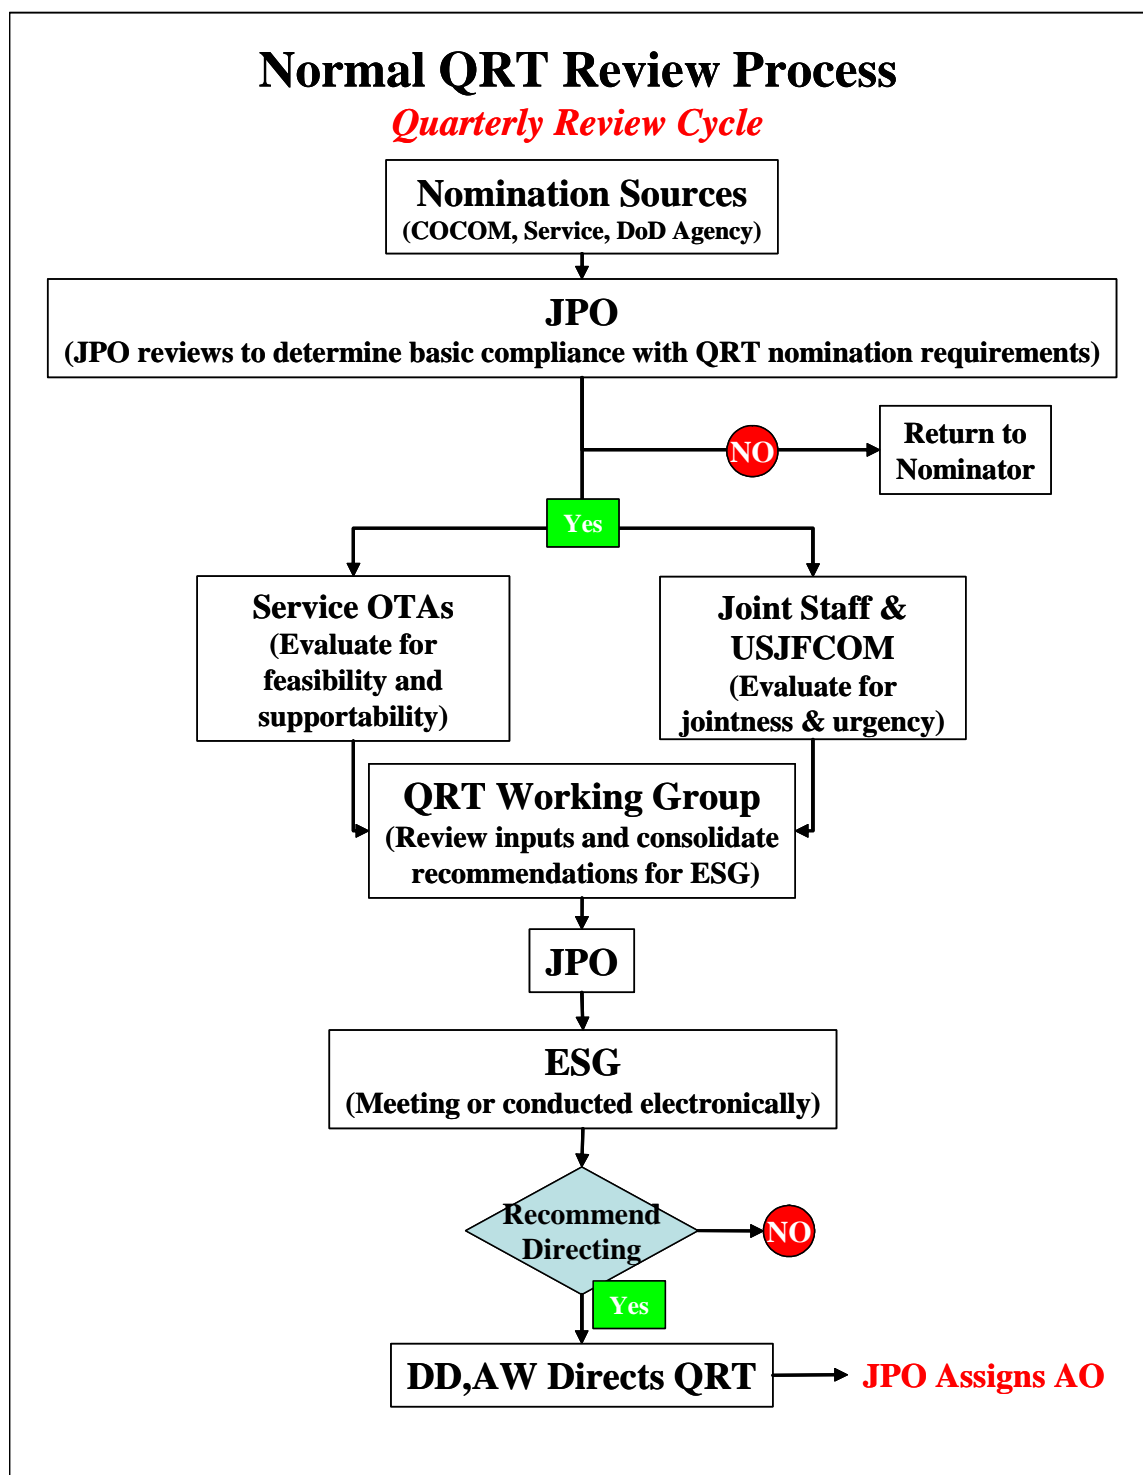 Normal QRT Review Process
Quarterly Review Cycle
Nomination Sources
(COCOM, Service, DoD Agency)
JPO
(JPO reviews to determine basic compliance with QRT nomination requirements)
NO
Return to
Nominator
Yes
Service OTAs
(Evaluate for
feasibility and
supportability)
Joint Staff &
USJFCOM
(Evaluate for
jointness & urgency)
QRT Working Group
(Review inputs and consolidate
recommendations for ESG)
JPO
ESG
(Meeting or conducted electronically)
Recommend
Directing
NO
Yes
DD,AW Directs QRT
JPO Assigns AO